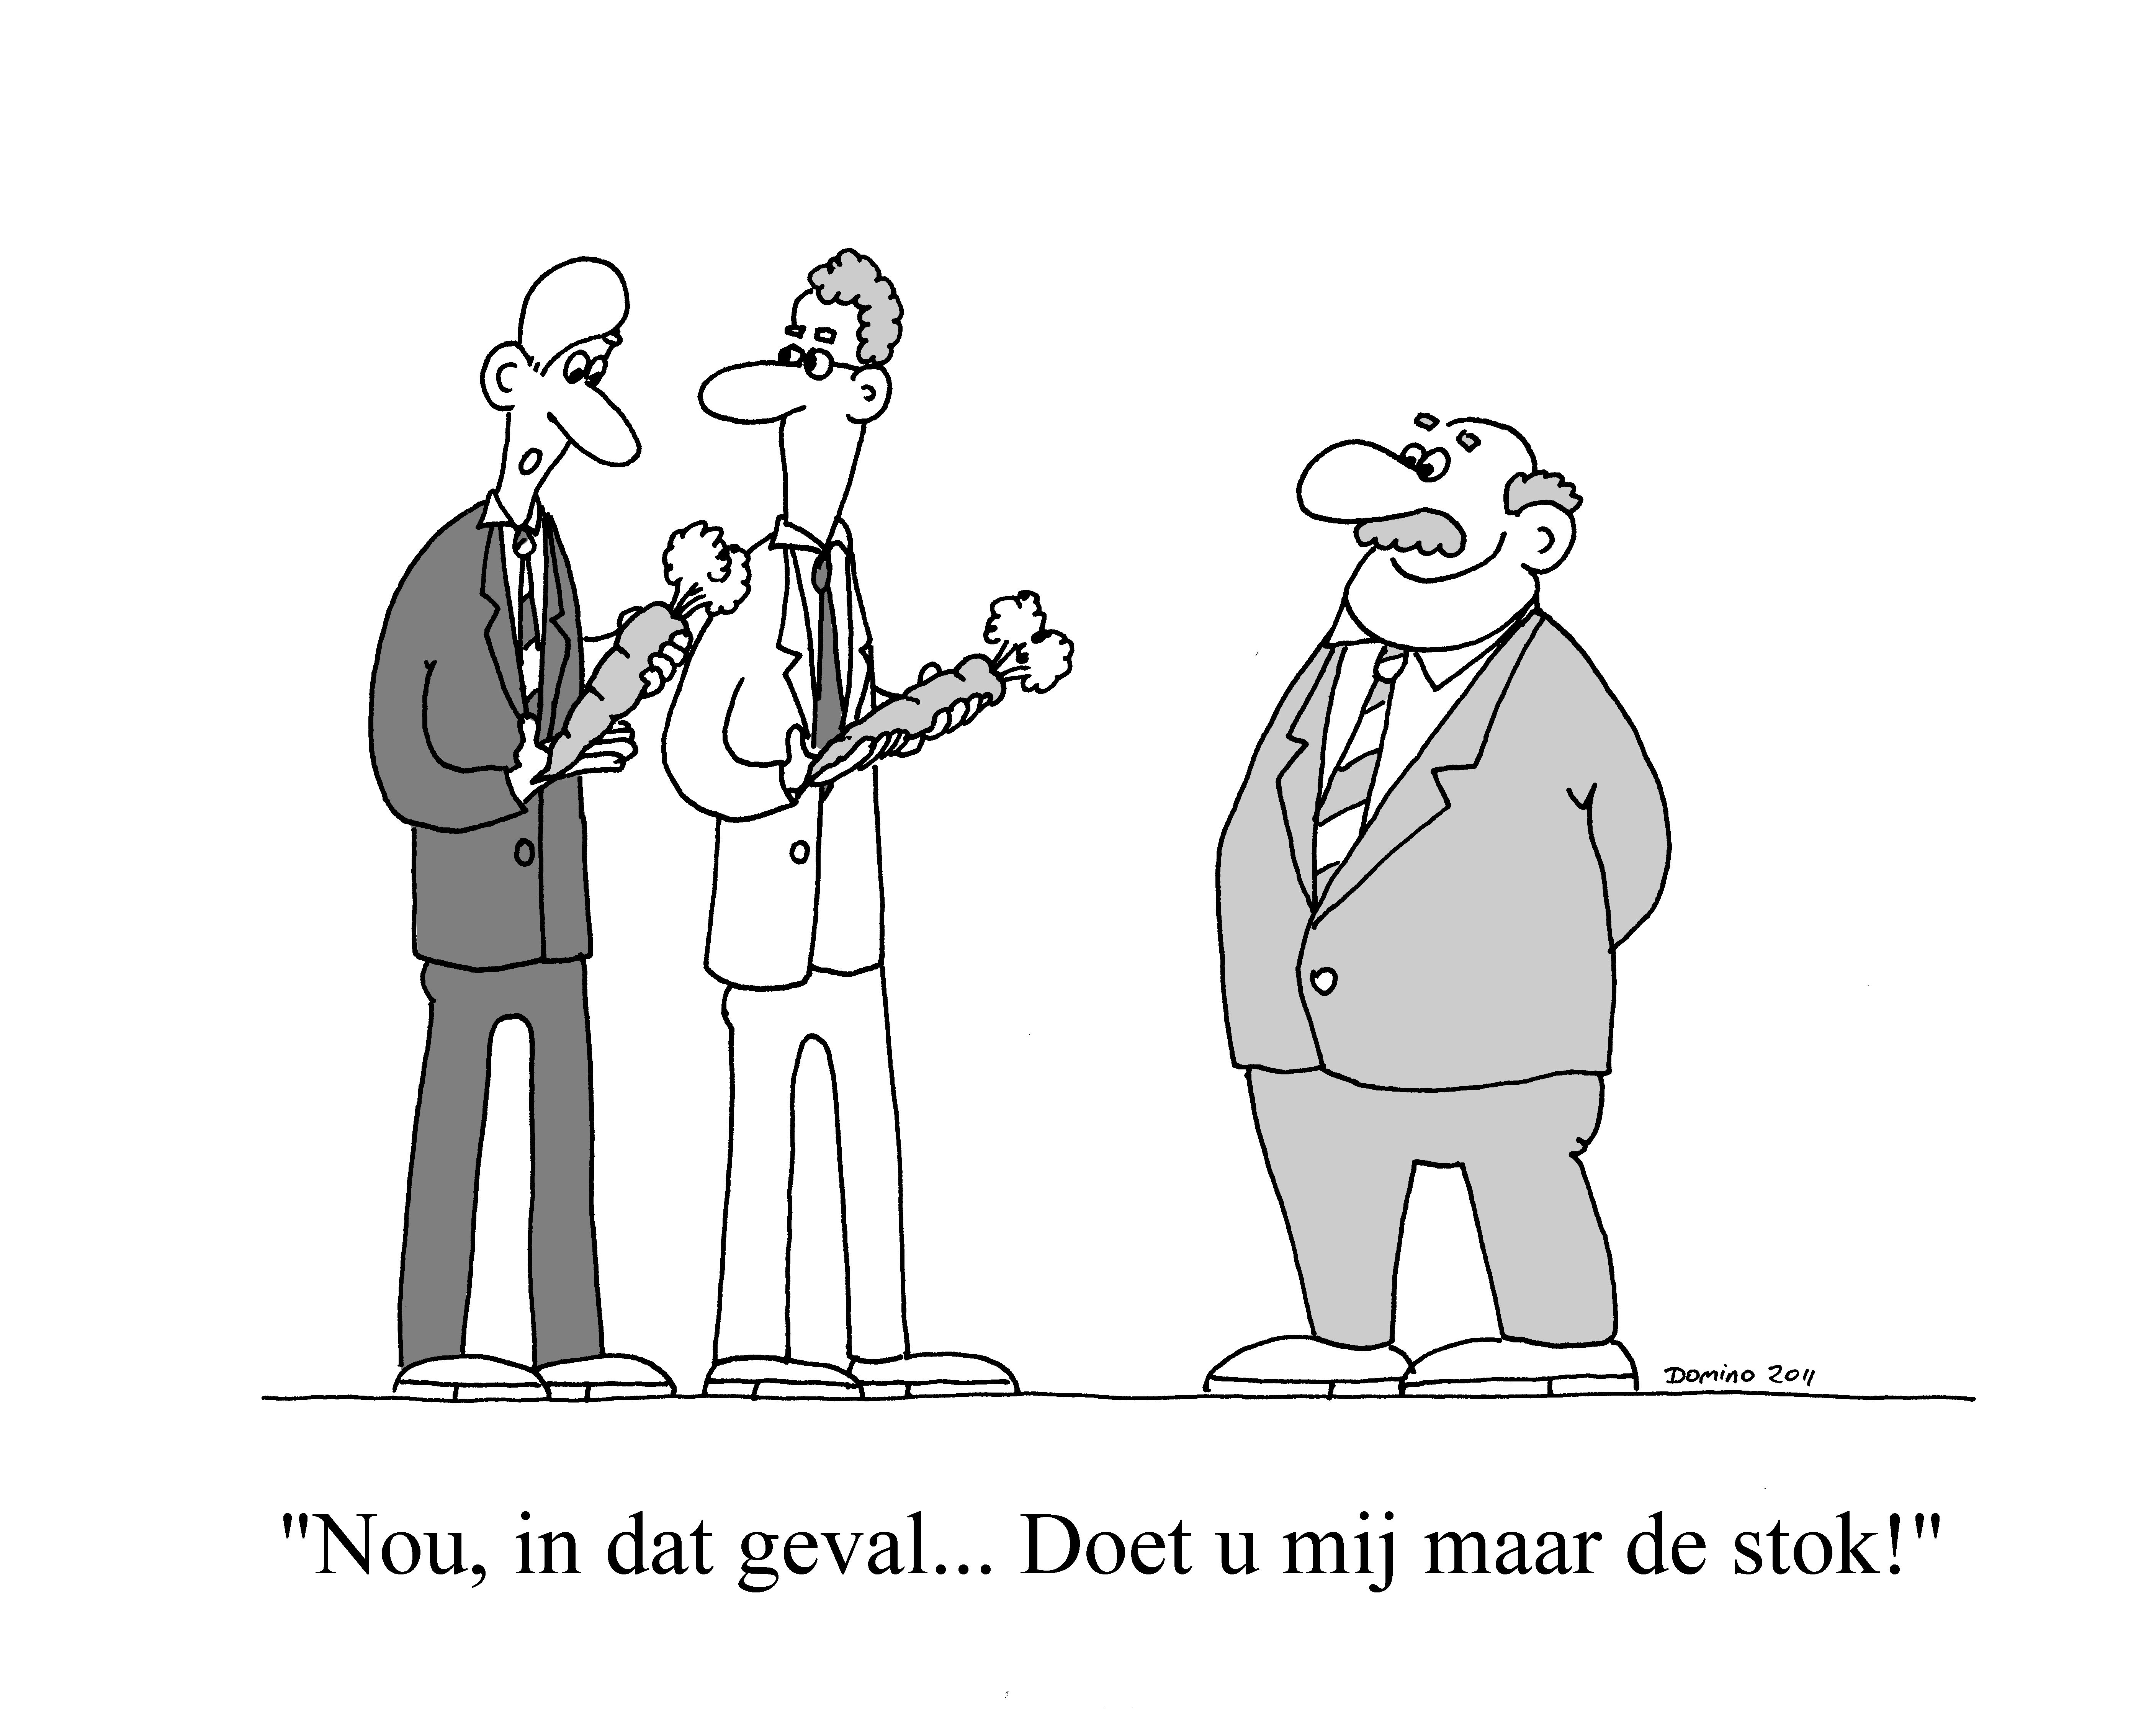 Domino 2011
"Nou, in dat geval... Doet u mij maar de stok!"